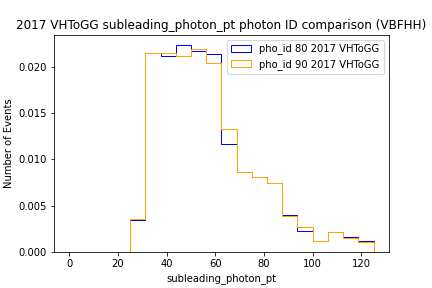 2017 VHToGG subleading_photon_pt photon ID comparison (VBFHH)
pho_id 80 2017 VHToGG
pho_id 90 2017 VHToGG
Number of Events
0.020
0.015
0.010
0.005
0.000
0 20 40 60 80 100 120
subleading_photon_pt